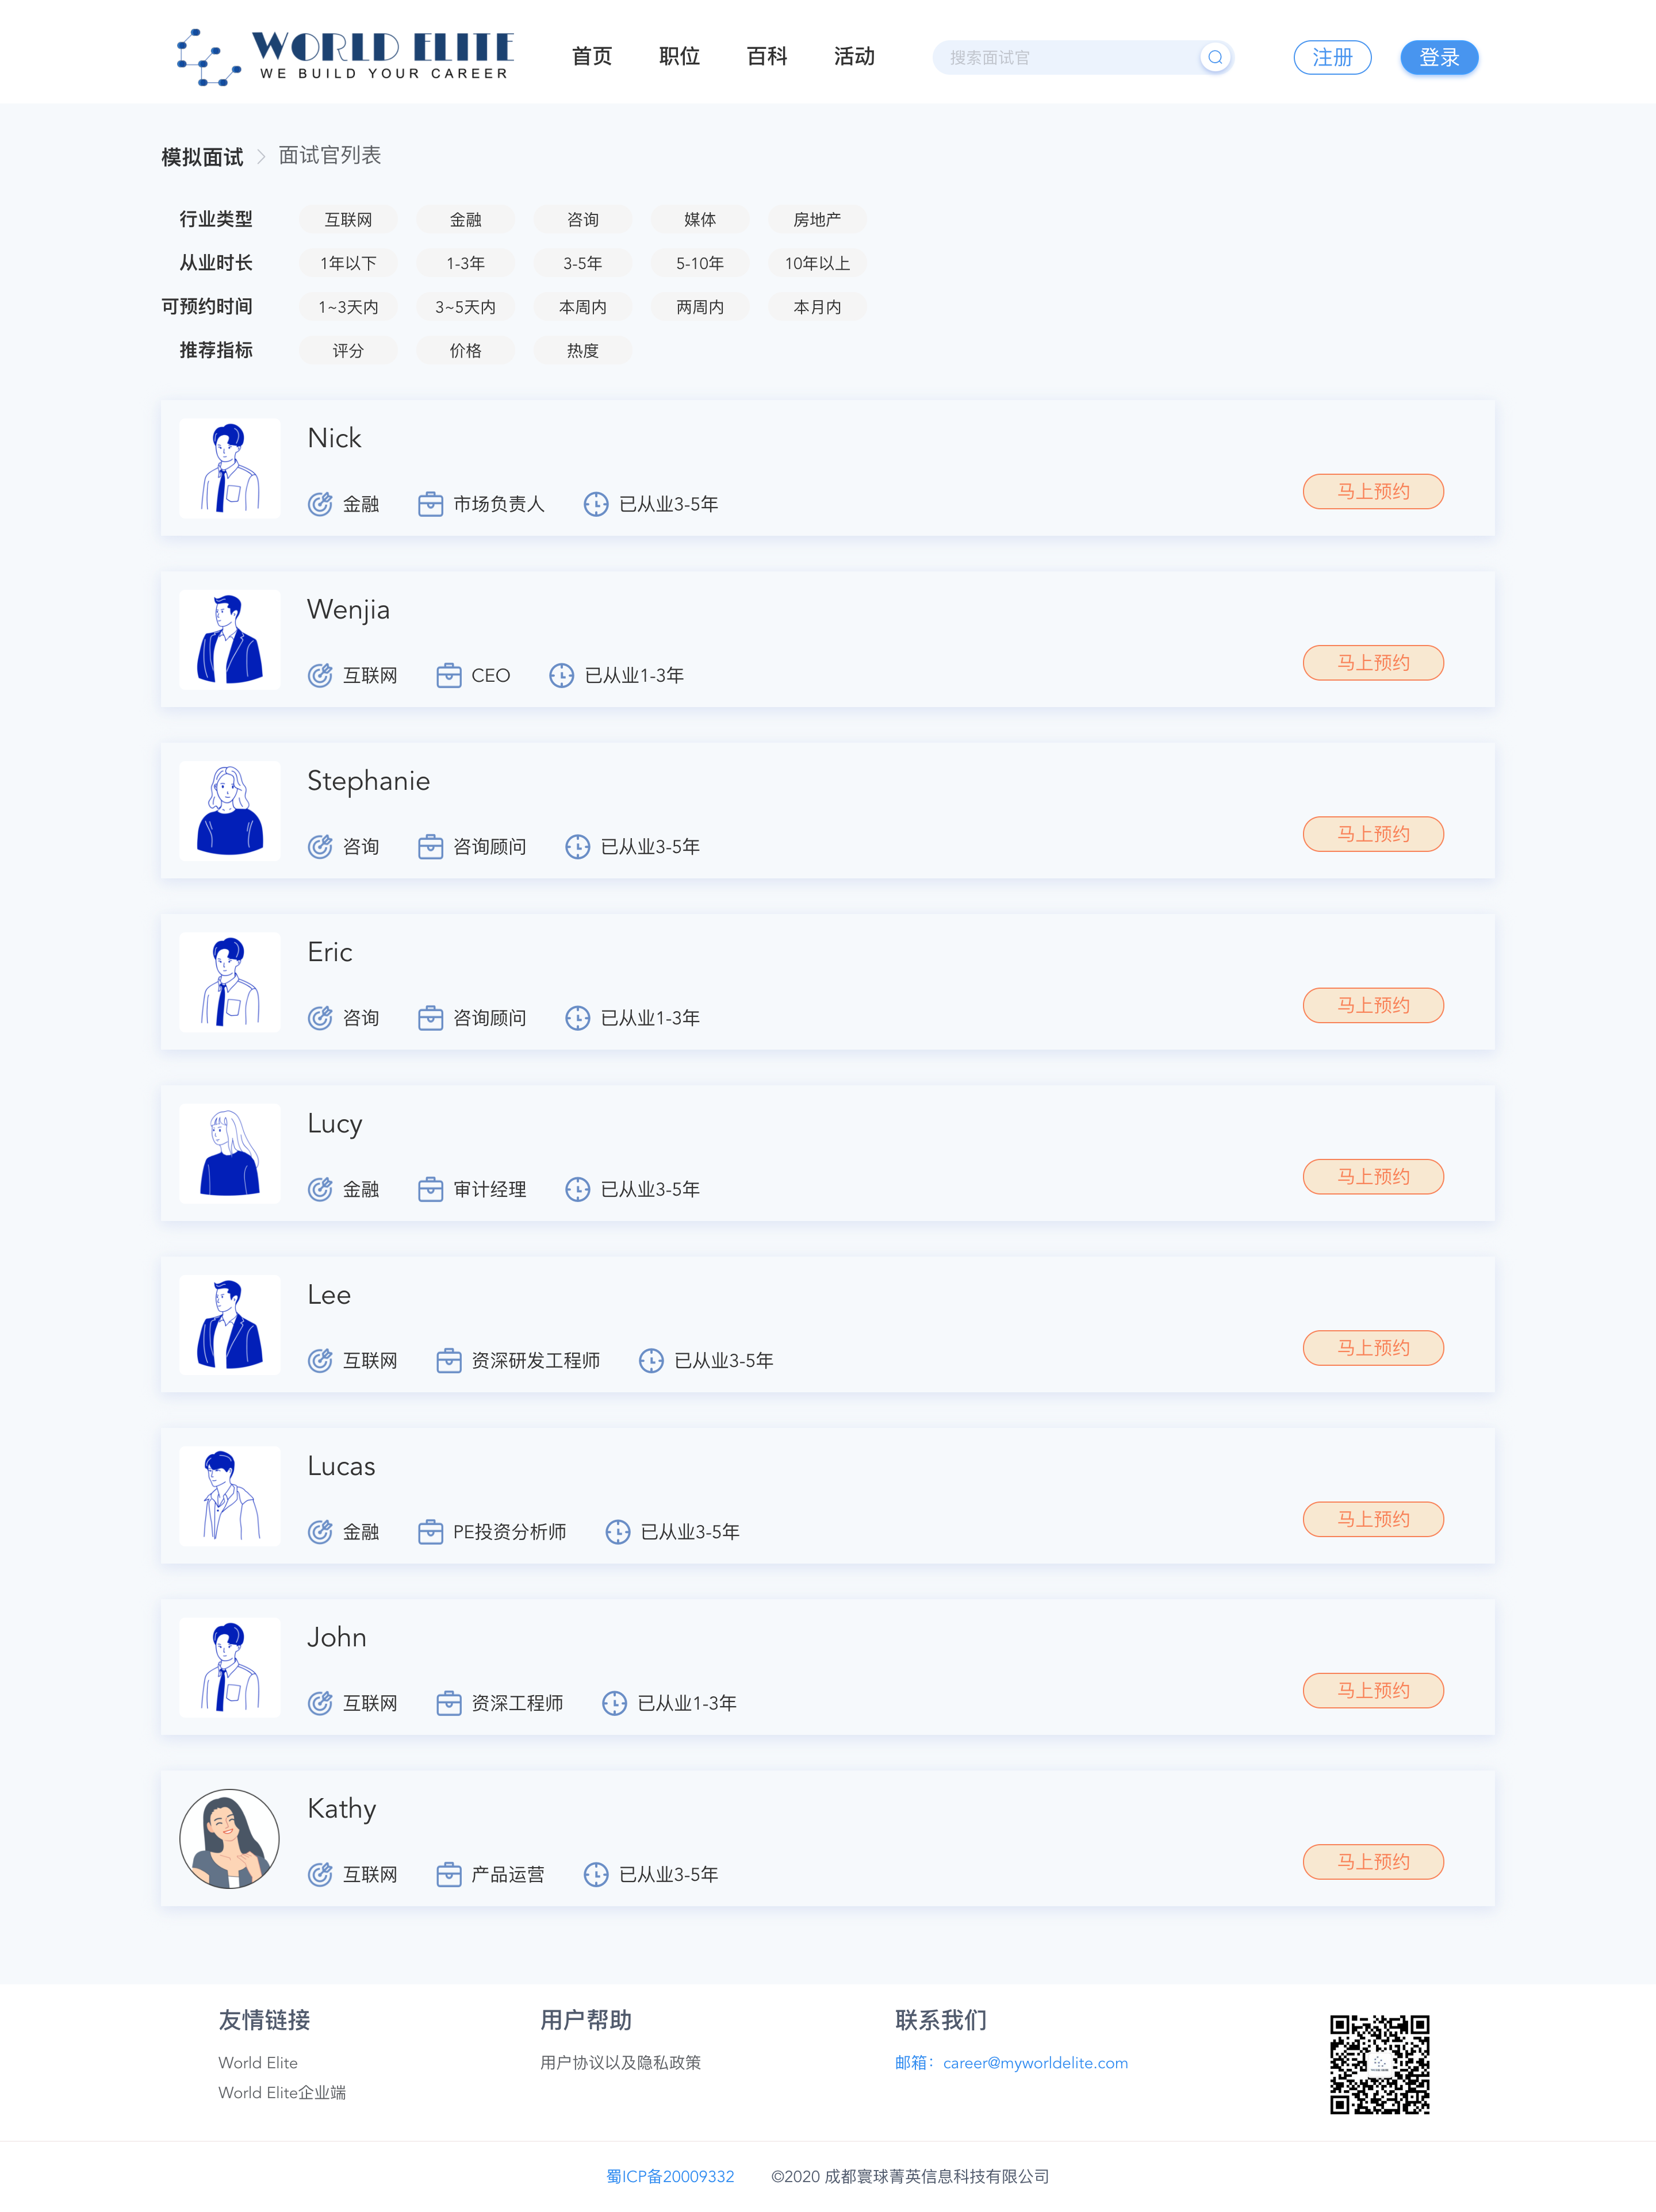 WORLD ELITE
WE BUILD YOUR CAREER
首页 职位 百科 活动
搜索面试官
注册 登录
模拟面试 面试官列表
行业类型 互联网 金融 咨询 媒体 房地产
从业时长 1年以下 1-3年 3-5年 5-10年 10年以上
可预约时间 1~3天内 3~5天内 本周内 两周内 本月内
推荐指标 评分 价格 热度
Nick
金融 市场负责人 已从业3-5年
马上预约
Wenjia
互联网 CEO 已从业1-3年
马上预约
Stephanie
咨询 咨询顾问 已从业3-5年
马上预约
Eric
咨询 咨询顾问 已从业1-3年
马上预约
Lucy
金融 审计经理 已从业3-5年
马上预约
Lee
互联网 资深研发工程师 已从业3-5年
马上预约
Lucas
金融 PE投资分析师 已从业3-5年
马上预约
John
互联网 资深工程师 已从业1-3年
马上预约
Kathy
互联网 产品运营 已从业3-5年
马上预约
友情链接
World Elite
World Elite企业端
用户帮助
用户协议以及隐私政策
联系我们
邮箱：career@myworldelite.com
蜀ICP备20009332 ©2020 成都寰球菁英信息科技有限公司